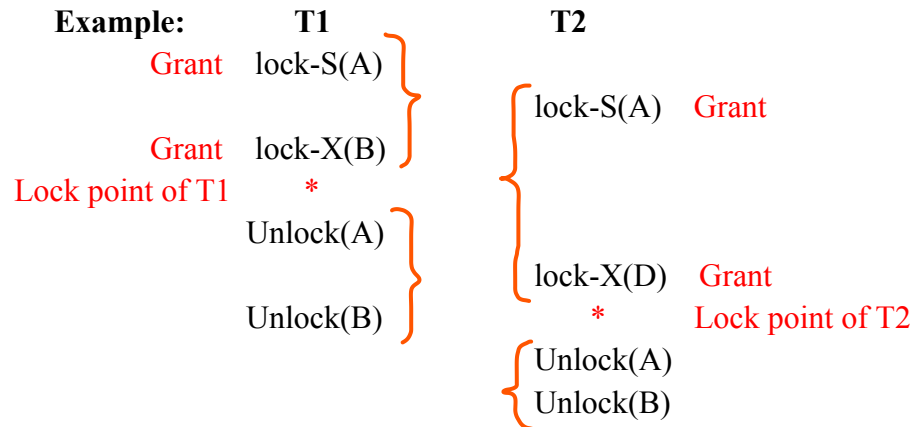 Example: T1 T2
Grant lock-S(A)
lock-S(A) Grant
Grant lock-X(B)
Lock point of T1 *
Unlock(A)
lock-X(D) Grant
Unlock(B) * Lock point of T2
Unlock(A)
Unlock(B)